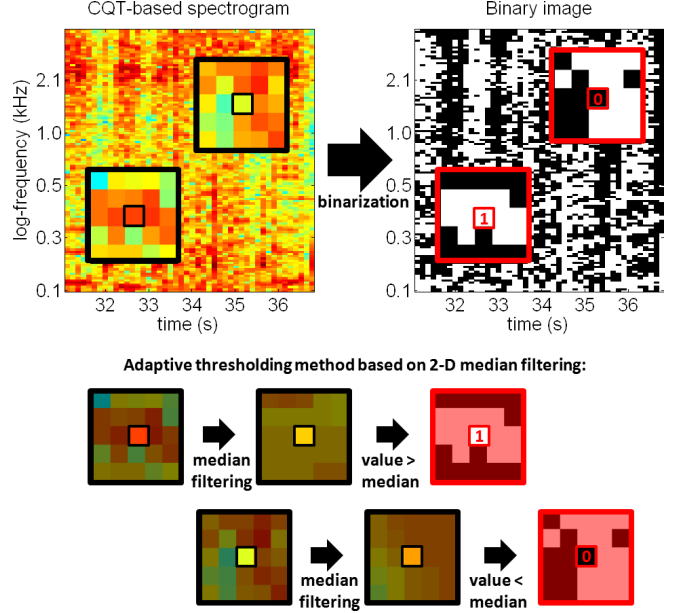 CQT-based spectrogram
Binary image
log-frequency (kHz)
2.1
1.0
0.5
0.3
0.1
32 33 34 35 36
time (s)
binarization
2.1
1.0
0.5
0.3
0.1
32 33 34 35 36
time (s)
0
1
Adaptive thresholding method based on 2-D median filtering:
median
filtering
value >
median
1
median
filtering
value <
median
0